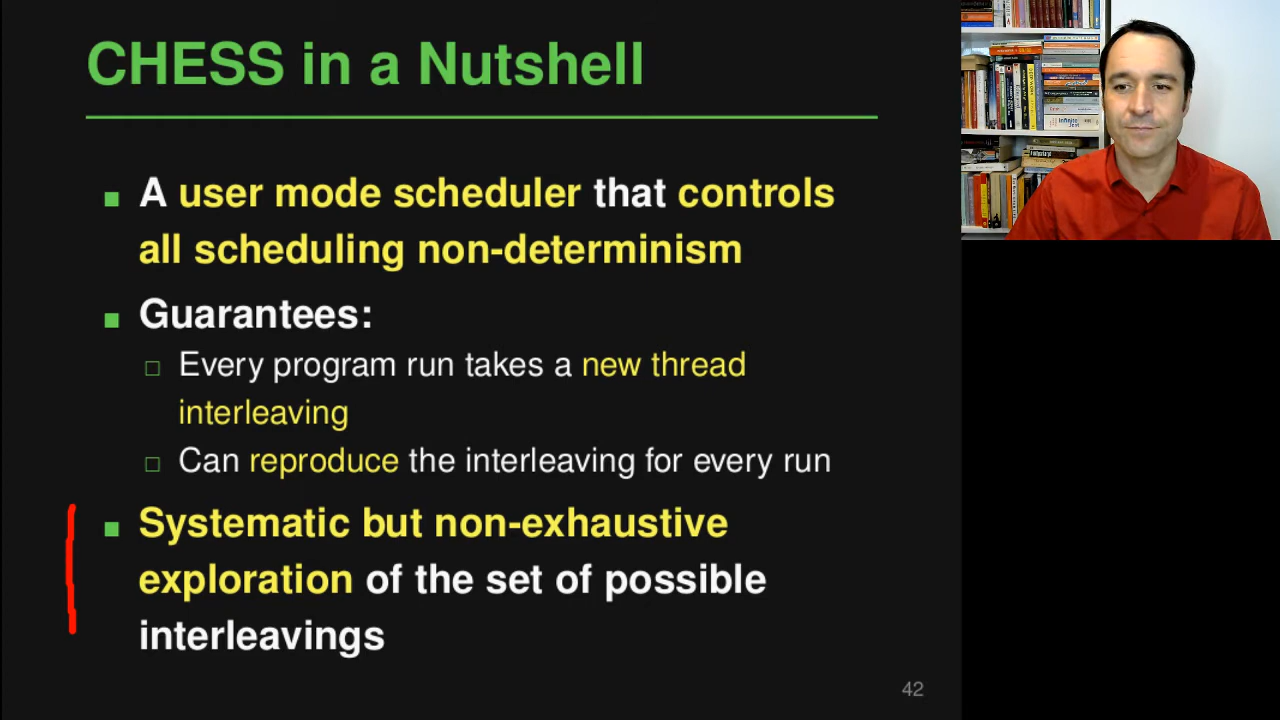 CHESS in a Nutshell
A user mode scheduler that controls
all scheduling non-determinism
Guarantees:
Every program run takes a new thread
interleaving
Can reproduce the interleaving for every run
Systematic but non-exhaustive
exploration of the set of possible
interleavings
42
Infinite
Jest